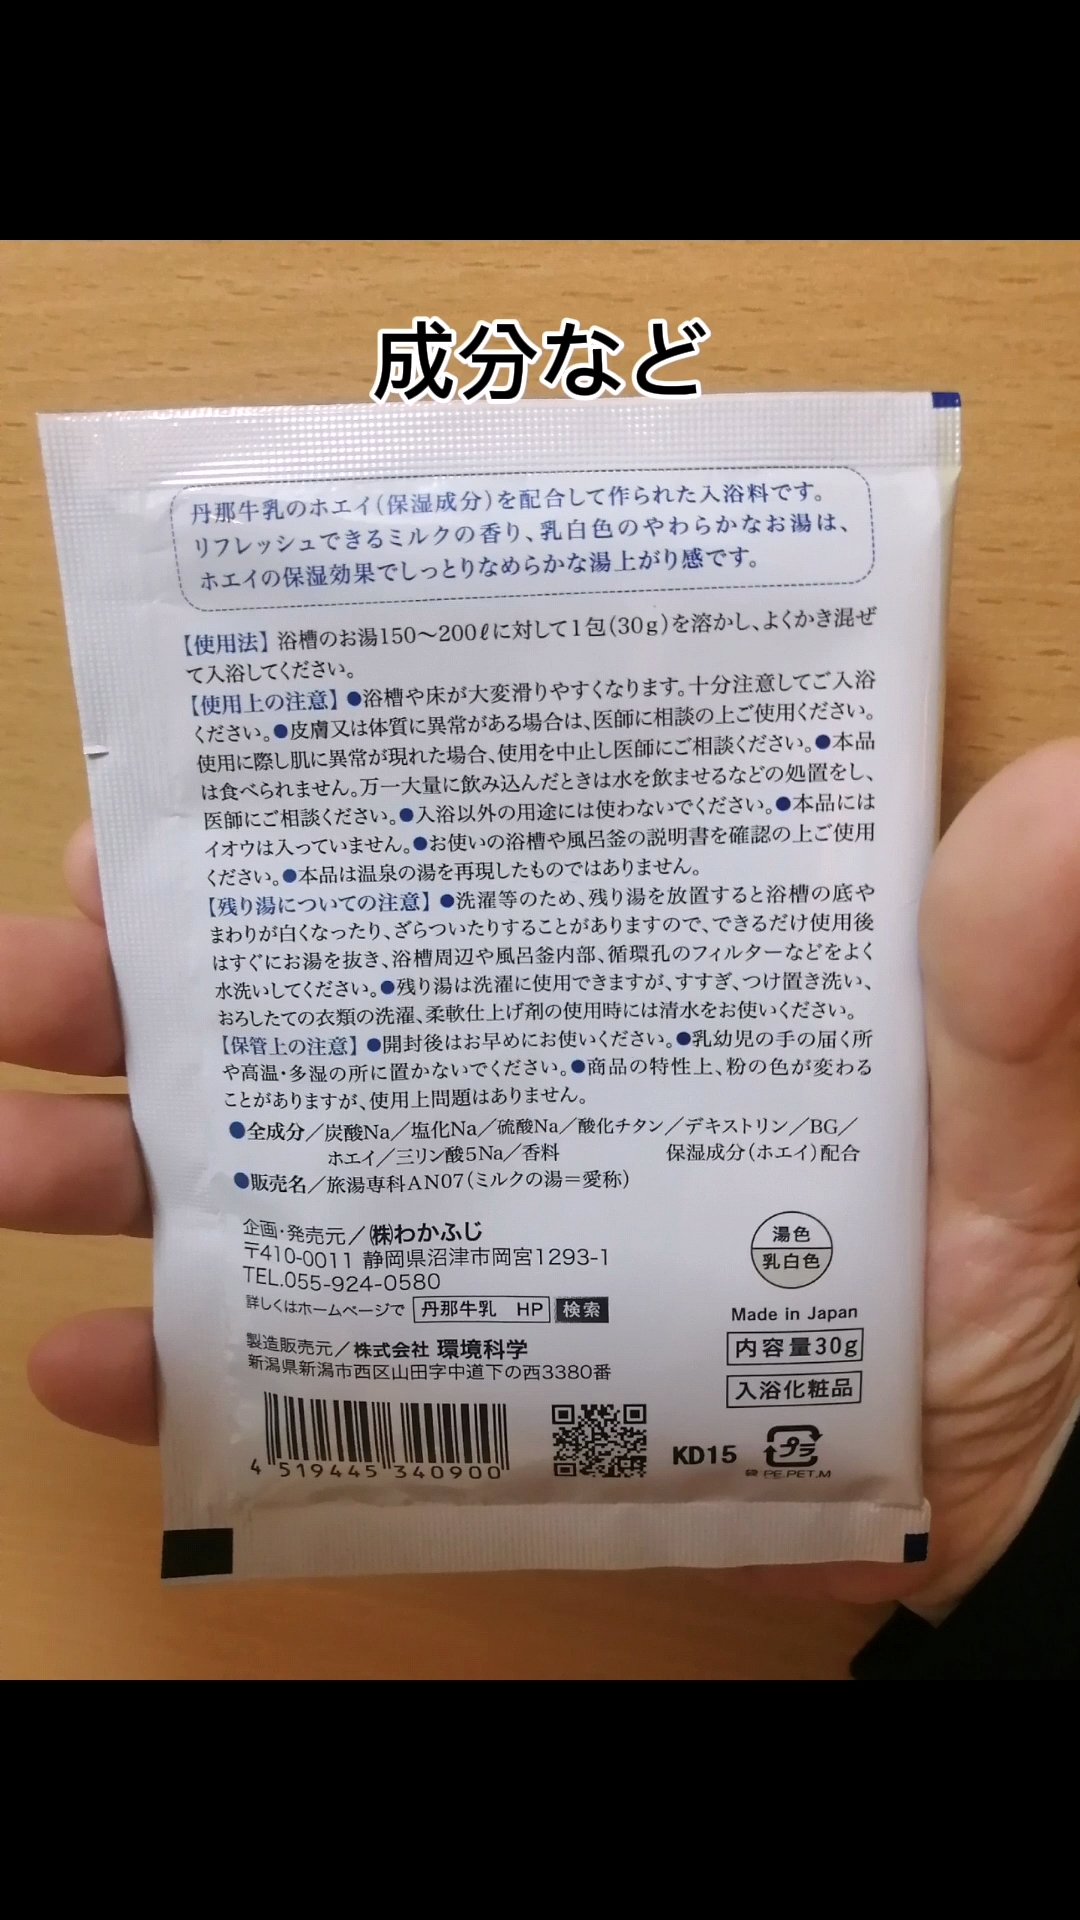 成分など
丹那牛乳のホエイ(保湿成分)を配合して作られた入浴料です。
リフレッシュできるミルクの香り、乳白色のやわらかなお湯は、
ホエイの保湿効果でしっとりなめらかな湯上がり感です。
【使用法】浴槽のお湯150〜200ℓに対して1包(30g)を溶かし、よくかき混ぜ
て入浴してください。
【使用上の注意】●浴槽や床が大変滑りやすくなります。十分注意してご入浴
ください。●皮膚又は体質に異常がある場合は、医師に相談の上ご使用ください。
使用に際し肌に異常が現れた場合、使用を中止し医師にご相談ください。●本品
は食べられません。万一大量に飲み込んだときは水を飲ませるなどの処置をし、
医師にご相談ください。●入浴以外の用途には使わないでください。●本品には
イオウは入っていません。●お使いの浴槽や風呂釜の説明書を確認の上ご使用
ください。●本品は温泉の湯を再現したものではありません。
【残り湯についての注意】●洗濯等のため、残り湯を放置すると浴槽の底や
まわりが白くなったり、ざらついたりすることがありますので、できるだけ使用後
はすぐにお湯を抜き、浴槽周辺や風呂釜内部、循環孔のフィルターなどをよく
水洗いしてください。●残り湯は洗濯に使用できますが、すすぎ、つけ置き洗い、
おろしたての衣類の洗濯、柔軟仕上げ剤の使用時には清水をお使いください。
【保管上の注意】●開封後はお早めにお使いください。●乳幼児の手の届く所
や高温・多湿の所に置かないでください。●商品の特性上、粉の色が変わる
ことがありますが、使用上問題はありません。
●全成分／炭酸Na／塩化Na／硫酸Na／酸化チタン／デキストリン／BG／
ホエイ／三リン酸5Na／香料 保湿成分(ホエイ)配合
●販売名／旅湯専科AN07(ミルクの湯＝愛称)
企画・発売元／(株)わかふじ
〒410-0011 静岡県沼津市岡宮1293-1
TEL.055-924-0580
詳しくはホームページで 丹那牛乳 HP 検索
製造販売元／株式会社 環境科学
新潟県新潟市西区山田字中道下の西3380番
湯色
乳白色
Made in Japan
内容量30g
入浴化粧品
4 519445 340900
KD15
プラ
袋 PE.PET.M